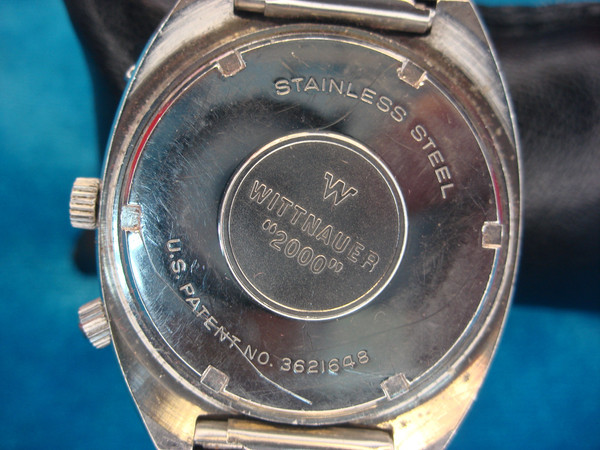 STAINLESS STEEL
W
WITTNAUER
"2000"
U.S. PATENT NO. 3621648